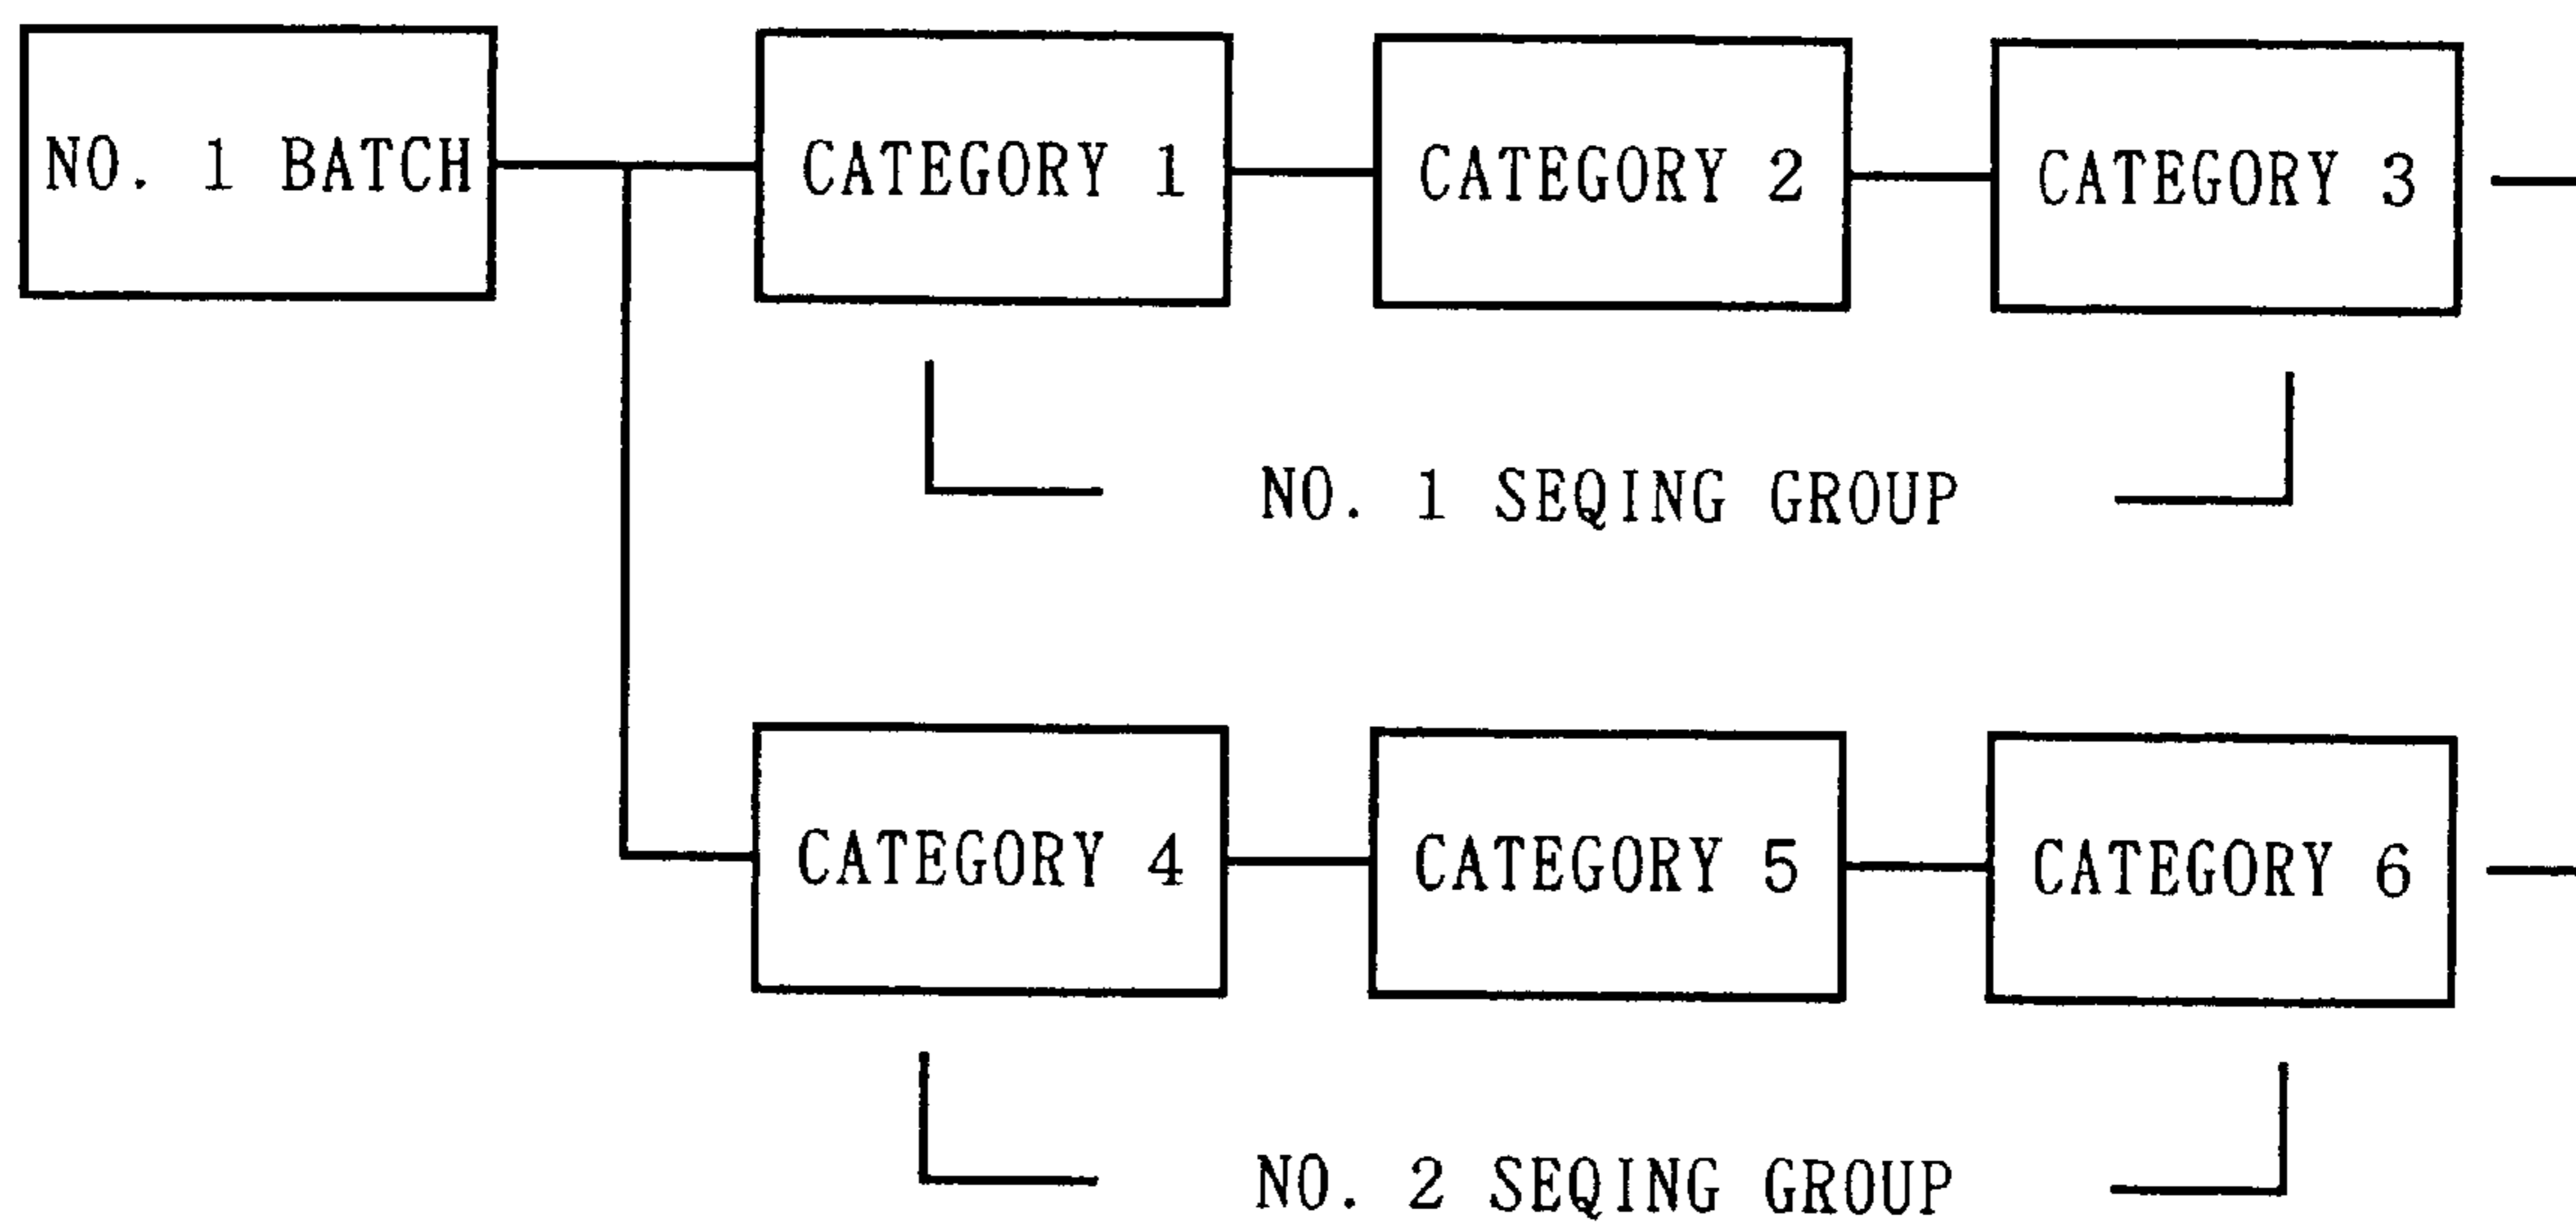 NO. 1 BATCH
CATEGORY 1
CATEGORY 2
CATEGORY 3
NO. 1 SEQING GROUP
CATEGORY 4
CATEGORY 5
CATEGORY 6
NO. 2 SEQING GROUP